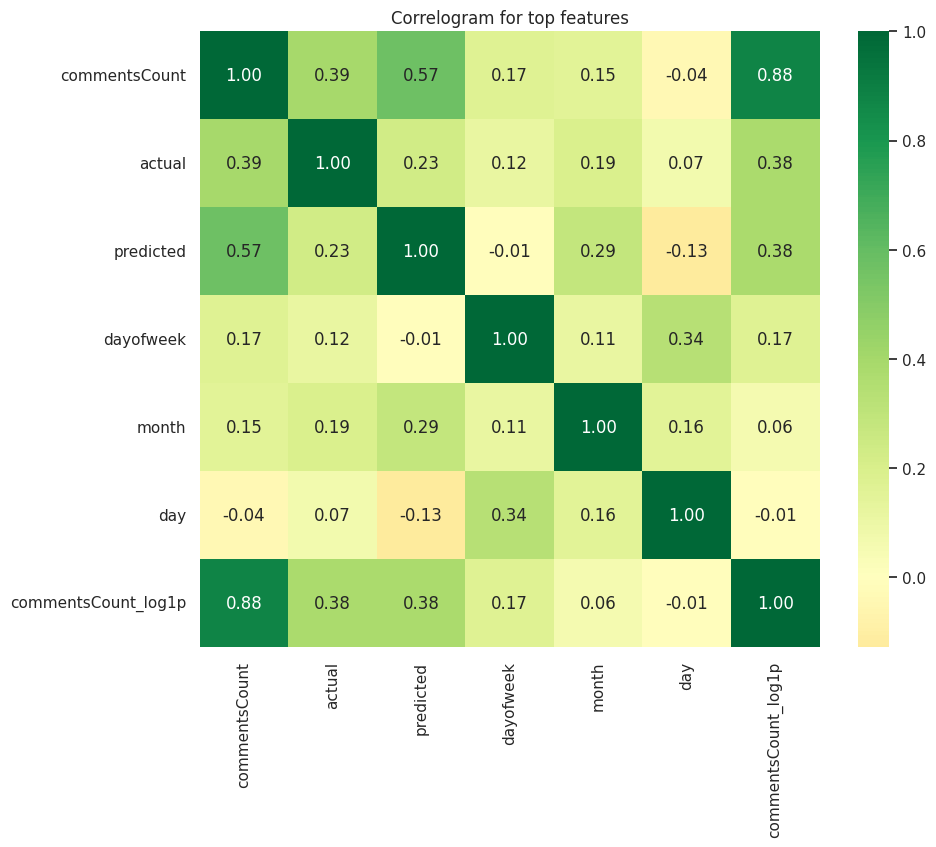 Correlogram for top features
commentsCount 1.00 0.39 0.57 0.17 0.15 -0.04 0.88
actual 0.39 1.00 0.23 0.12 0.19 0.07 0.38
predicted 0.57 0.23 1.00 -0.01 0.29 -0.13 0.38
dayofweek 0.17 0.12 -0.01 1.00 0.11 0.34 0.17
month 0.15 0.19 0.29 0.11 1.00 0.16 0.06
day -0.04 0.07 -0.13 0.34 0.16 1.00 -0.01
commentsCount_log1p 0.88 0.38 0.38 0.17 0.06 -0.01 1.00
commentsCount
actual
predicted
dayofweek
month
day
commentsCount_log1p
1.0
0.8
0.6
0.4
0.2
0.0